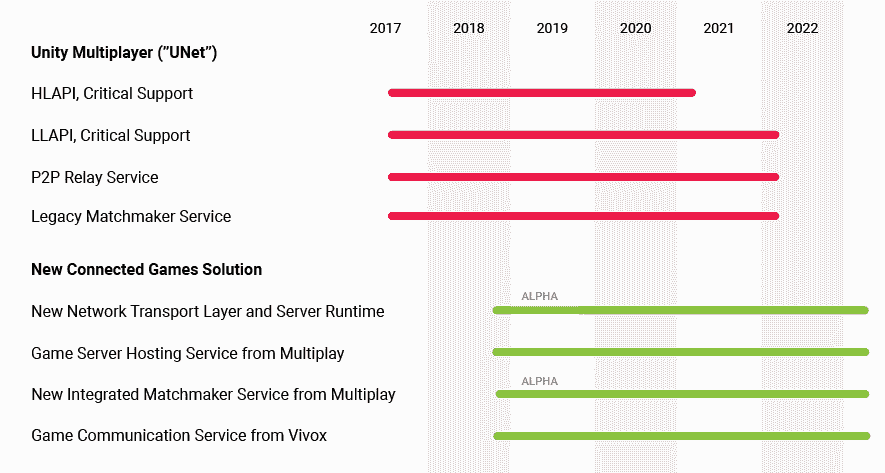 2017 2018 2019 2020 2021 2022
Unity Multiplayer (”UNet”)
HLAPI, Critical Support
LLAPI, Critical Support
P2P Relay Service
Legacy Matchmaker Service
New Connected Games Solution
ALPHA
New Network Transport Layer and Server Runtime
Game Server Hosting Service from Multiplay
ALPHA
New Integrated Matchmaker Service from Multiplay
Game Communication Service from Vivox